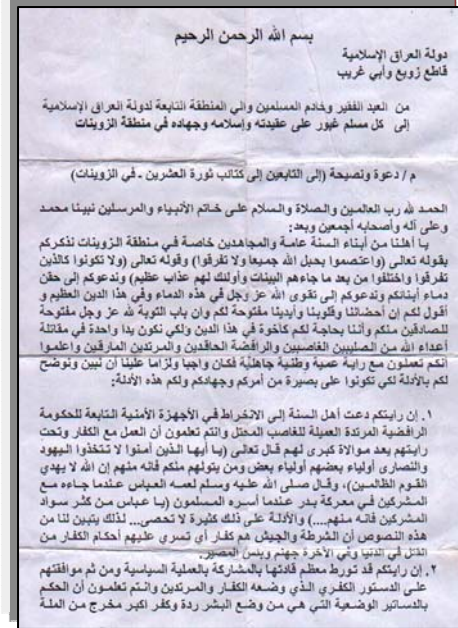 بسم الله الرحمن الرحيم
دولة العراق الإسلامية
قاطع زوبع وأبي غريب
من العبد الفقير وخادم المسلمين والي المنطقة التابعة لدولة العراق الإسلامية
إلى كل مسلم غيور على عقيدته وإسلامه وجهاده في منطقة الزوينات
م / دعوة ونصيحة (إلى التابعين إلى كتائب ثورة العشرين - في الزوينات)
الحمد لله رب العالمين والصلاة والسلام على خاتم الأنبياء والمرسلين نبينا محمد
وعلى آله وأصحابه أجمعين وبعد:
يا أهلنا من أبناء السنة عامة والمجاهدين خاصة في منطقة الزوينات نذكركم
بقوله تعالى (واعتصموا بحبل الله جميعا ولا تفرقوا) وقوله تعالى (ولا تكونوا كالذين
تفرقوا واختلفوا من بعد ما جاءهم البينات وأولئك لهم عذاب عظيم) وندعوكم إلى حقن
دماء أبنائكم وندعوكم إلى تقوى الله عز وجل في هذه الدماء وفي هذا الدين العظيم و
أقول لكم إن أحضاننا وقلوبنا وأيدينا مفتوحة لكم وان باب التوبة لله عز وجل مفتوحة
للصادقين منكم وأننا بحاجة لكم كاخوة في هذا الدين ولكي نكون يدا واحدة في مقاتلة
أعداء الله من الصليبين الغاصبين والرافضة الحاقدين والمرتدين المارقين واعلموا
أنكم تعملون مع راية عمية وطنية جاهلية فكان واجبا ولزاما علينا أن نبين ونوضح
لكم بالأدلة لكي تكونوا على بصيرة من أمركم وجهادكم ولكم هذه الأدلة:
١. إن رايتكم دعت أهل السنة إلى الانخراط في الأجهزة الأمنية التابعة للحكومة
الرافضية المرتدة العميلة للغاصب المحتل وانتم تعلمون أن العمل مع الكفار وتحت
رايتهم يعد موالاة كبرى لهم قال تعالى (يا أيها الذين آمنوا لا تتخذوا اليهود
والنصارى أولياء بعضهم أولياء بعض ومن يتولهم منكم فانه منهم إن الله لا يهدي
القوم الظالمين)، وقال صلى الله عليه وسلم لعمه العباس عندما جاءه مع
المشركين في معركة بدر عندما أسيره المسلمون (يا عباس من كثر سواد
المشركين فانه منهم....) والأدلة على ذلك كثيرة لا تحصى... لذلك يتبين لنا من
هذه النصوص أن الشرطة والجيش هم كفار أي تسري عليهم أحكام الكفار من
القتل في الدنيا وفي الآخرة جهنم وبئس المصير.
٢. إن رايتكم قد تورط معظم قادتها بالمشاركة بالعملية السياسية ومن ثم موافقتهم
على الدستور الكفري الذي وضعه الكفار والمرتدين وانتم تعلمون أن الحكم
بالدساتير الوضعية التي هي من وضع البشر ردة وكفر اكبر مخرج من الملة